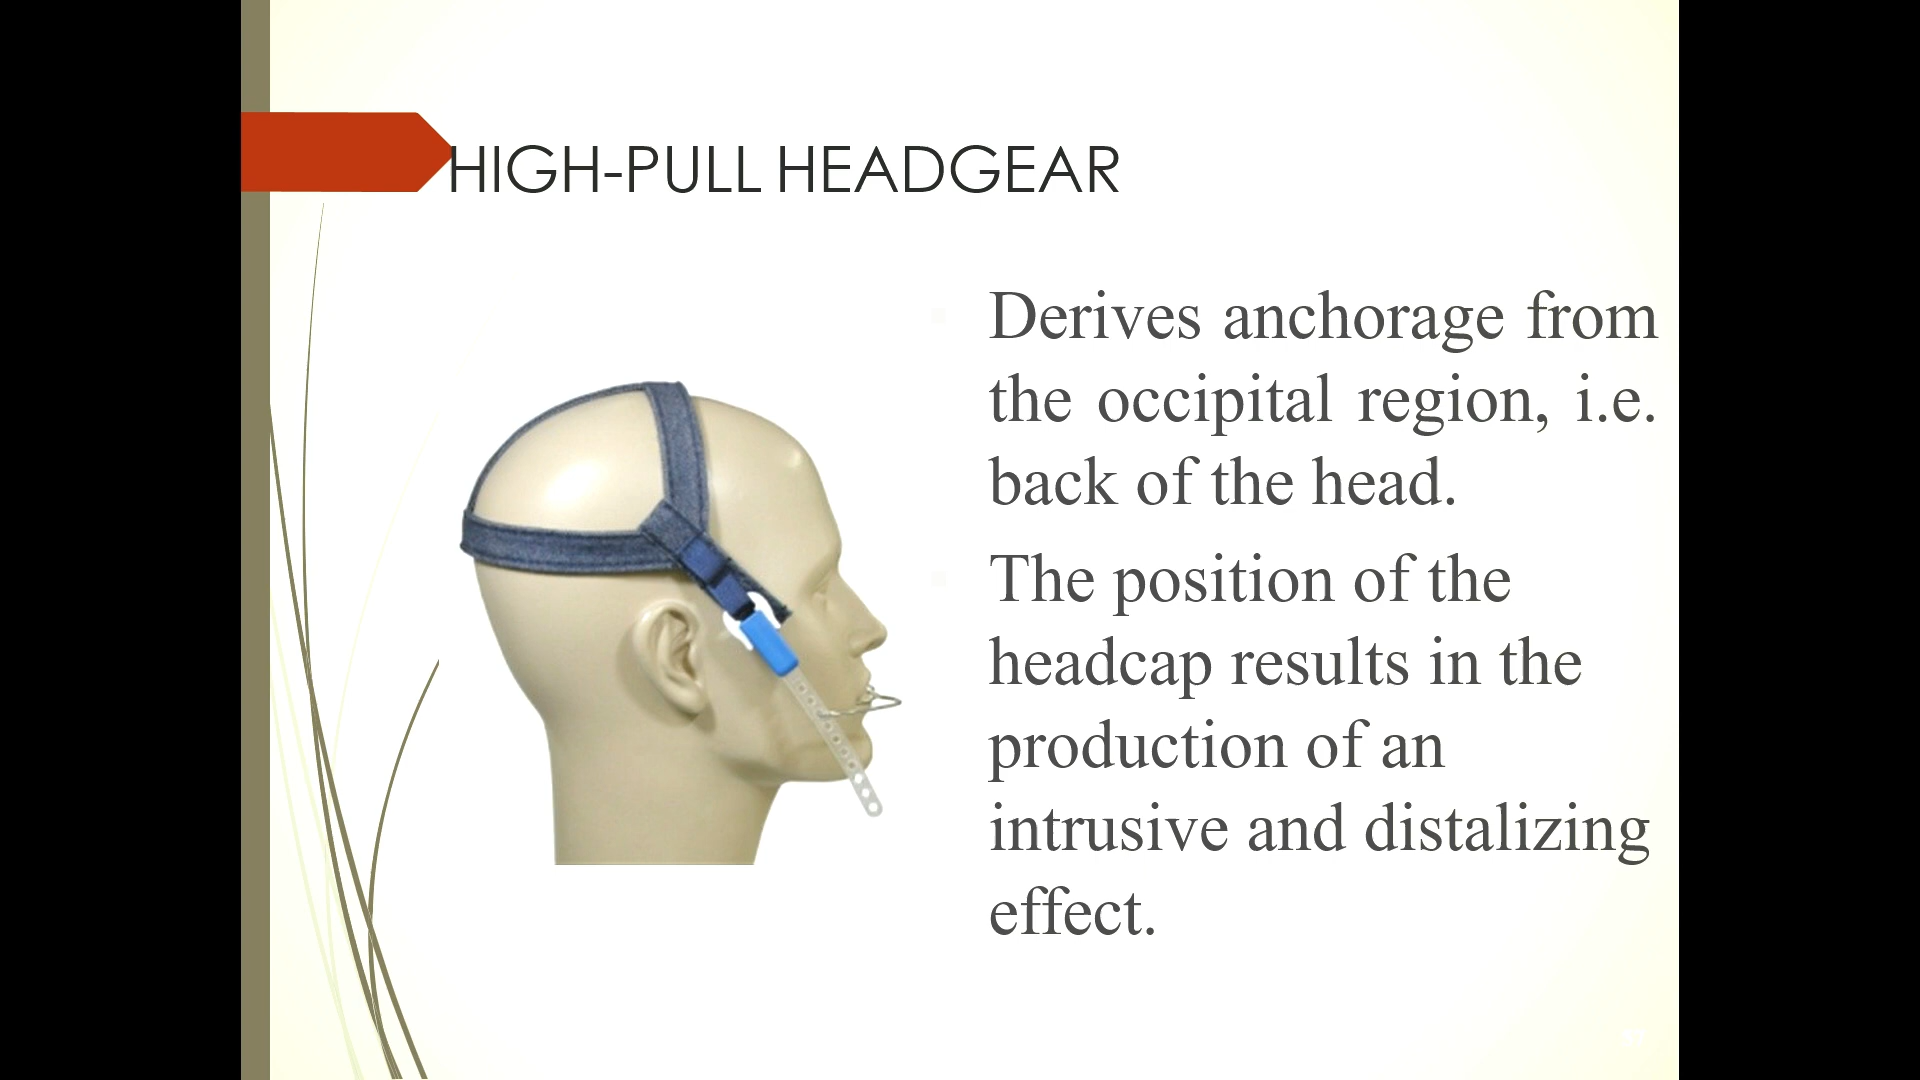 HIGH-PULL HEADGEAR
Derives anchorage from
the occipital region, i.e.
back of the head.
The position of the
headcap results in the
production of an
intrusive and distalizing
effect.